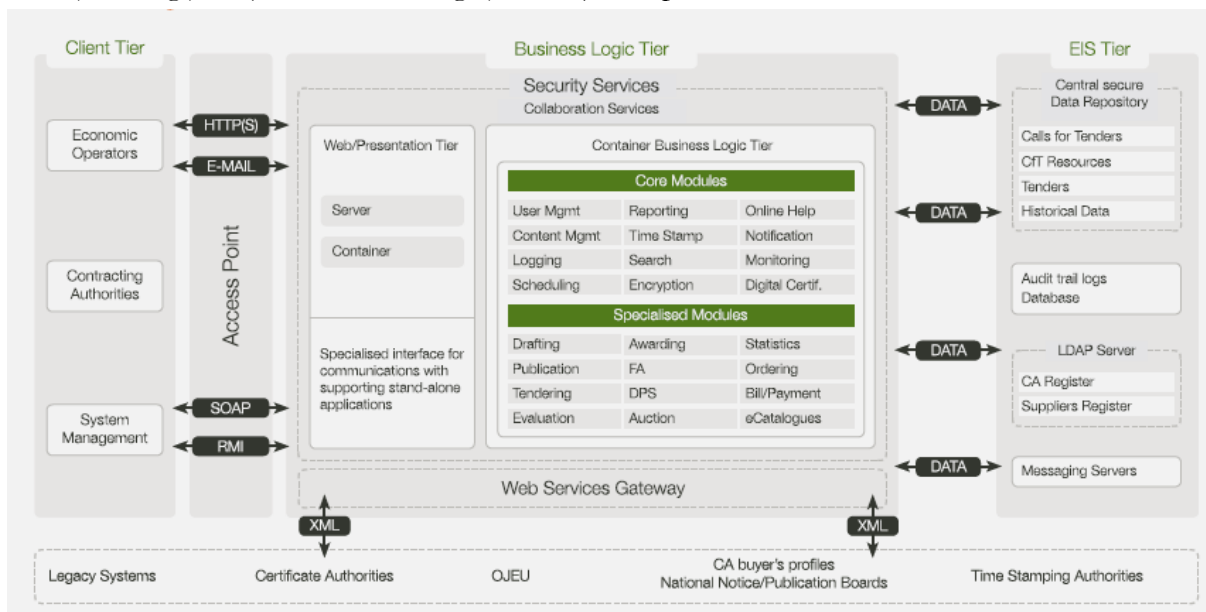 Client Tier
Business Logic Tier
EIS Tier
Economic
Operators
Contracting
Authorities
System
Management
Access Point
HTTP(S)
E-MAIL
SOAP
RMI
Security Services
Collaboration Services
Web/Presentation Tier
Server
Container
Specialised interface for
communications with
supporting stand-alone
applications
Container Business Logic Tier
Core Modules
User Mgmt Reporting Online Help
Content Mgmt Time Stamp Notification
Logging Search Monitoring
Scheduling Encryption Digital Certif.
Specialised Modules
Drafting Awarding Statistics
Publication FA Ordering
Tendering DPS Bill/Payment
Evaluation Auction eCatalogues
Web Services Gateway
DATA
DATA
DATA
DATA
Central secure
Data Repository
Calls for Tenders
CfT Resources
Tenders
Historical Data
Audit trail logs
Database
LDAP Server
CA Register
Suppliers Register
Messaging Servers
XML
XML
Legacy Systems
Certificate Authorities
OJEU
CA buyer's profiles
National Notice/Publication Boards
Time Stamping Authorities